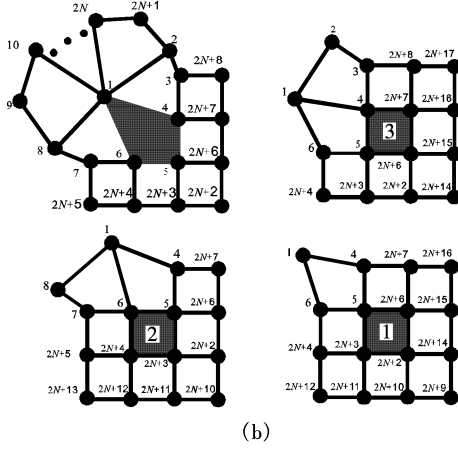 2N 2N+1
10 2
1 3 2N+8
9 4 2N+7
8 6 5 2N+6
7
2N+5 2N+4 2N+3 2N+2
2
3 2N+8 2N+17
1 4 2N+7 2N+16
3
6 5 2N+6 2N+15
2N+4 2N+3 2N+2 2N+14
1
4 2N+7
8
7 6 5 2N+6
2
2N+5 2N+4 2N+3 2N+2
2N+13 2N+12 2N+11 2N+10
1
4 2N+7 2N+16
6 5 2N+6 2N+15
1
2N+4 2N+3 2N+2 2N+14
2N+12 2N+11 2N+10 2N+9
(b)